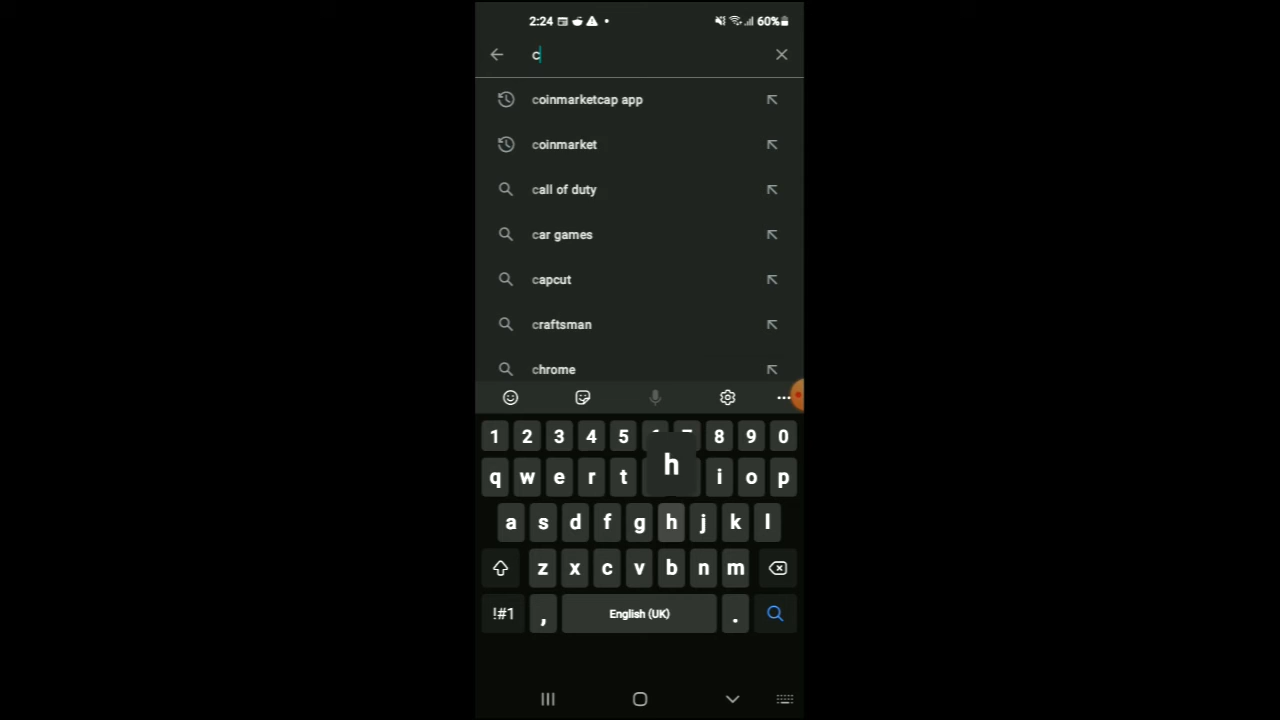 2:24 60%
c
coinmarketcap app
coinmarket
call of duty
car games
capcut
craftsman
chrome
1 2 3 4 5 8 9 0
h
q w e r t i o p
a s d f g h j k l
z x c v b n m
!#1 , English (UK) .